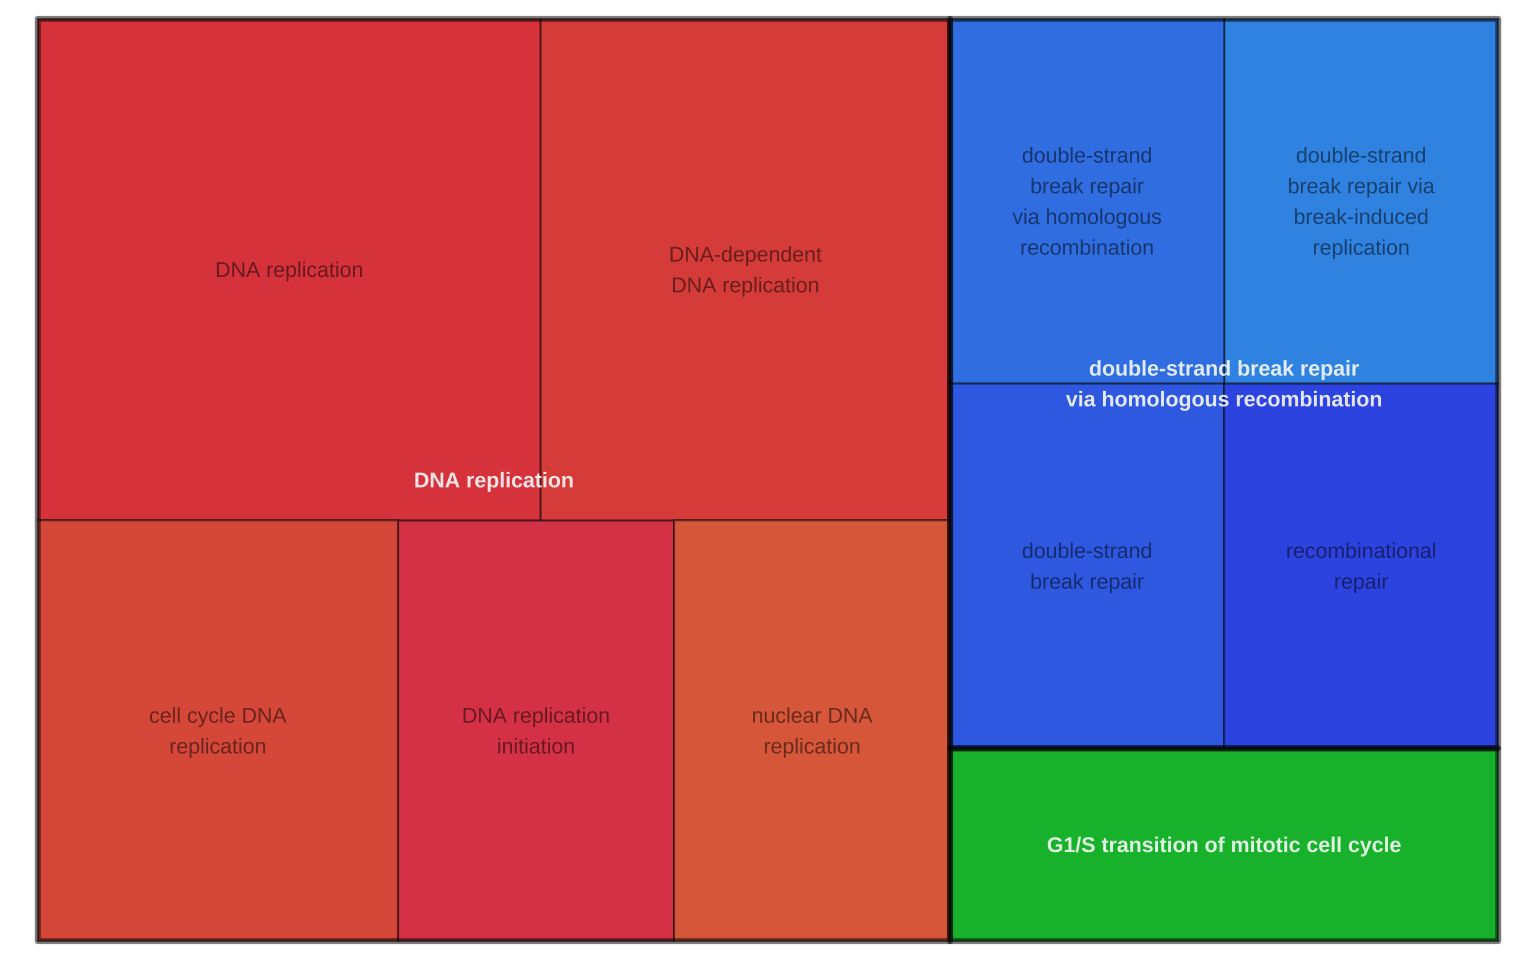 DNA replication
DNA-dependent
DNA replication
DNA replication
cell cycle DNA
replication
DNA replication
initiation
nuclear DNA
replication
double-strand
break repair
via homologous
recombination
double-strand
break repair via
break-induced
replication
double-strand break repair
via homologous recombination
double-strand
break repair
recombinational
repair
G1/S transition of mitotic cell cycle